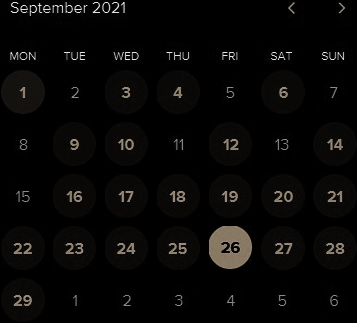 September 2021
MON TUE WED THU FRI SAT SUN
1 2 3 4 5 6 7
8 9 10 11 12 13 14
15 16 17 18 19 20 21
22 23 24 25 26 27 28
29 1 2 3 4 5 6